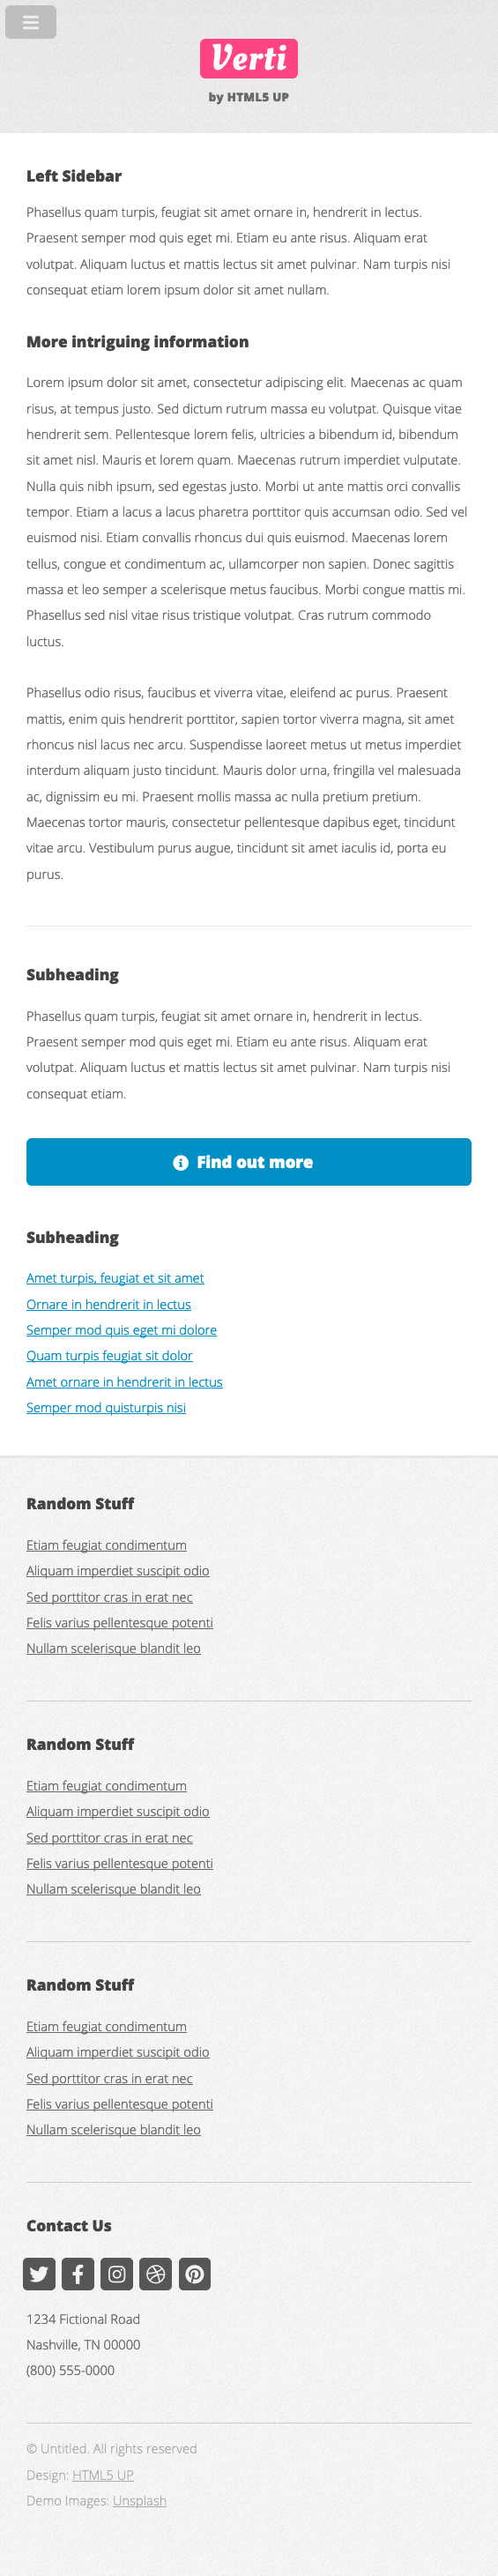 Verti
by HTML5 UP
Left Sidebar
Phasellus quam turpis, feugiat sit amet ornare in, hendrerit in lectus.
Praesent semper mod quis eget mi. Etiam eu ante risus. Aliquam erat
volutpat. Aliquam luctus et mattis lectus sit amet pulvinar. Nam turpis nisi
consequat etiam lorem ipsum dolor sit amet nullam.
More intriguing information
Lorem ipsum dolor sit amet, consectetur adipiscing elit. Maecenas ac quam
risus, at tempus justo. Sed dictum rutrum massa eu volutpat. Quisque vitae
hendrerit sem. Pellentesque lorem felis, ultricies a bibendum id, bibendum
sit amet nisl. Mauris et lorem quam. Maecenas rutrum imperdiet vulputate.
Nulla quis nibh ipsum, sed egestas justo. Morbi ut ante mattis orci convallis
tempor. Etiam a lacus a lacus pharetra porttitor quis accumsan odio. Sed vel
euismod nisi. Etiam convallis rhoncus dui quis euismod. Maecenas lorem
tellus, congue et condimentum ac, ullamcorper non sapien. Donec sagittis
massa et leo semper a scelerisque metus faucibus. Morbi congue mattis mi.
Phasellus sed nisl vitae risus tristique volutpat. Cras rutrum commodo
luctus.
Phasellus odio risus, faucibus et viverra vitae, eleifend ac purus. Praesent
mattis, enim quis hendrerit porttitor, sapien tortor viverra magna, sit amet
rhoncus nisl lacus nec arcu. Suspendisse laoreet metus ut metus imperdiet
interdum aliquam justo tincidunt. Mauris dolor urna, fringilla vel malesuada
ac, dignissim eu mi. Praesent mollis massa ac nulla pretium pretium.
Maecenas tortor mauris, consectetur pellentesque dapibus eget, tincidunt
vitae arcu. Vestibulum purus augue, tincidunt sit amet iaculis id, porta eu
purus.
Subheading
Phasellus quam turpis, feugiat sit amet ornare in, hendrerit in lectus.
Praesent semper mod quis eget mi. Etiam eu ante risus. Aliquam erat
volutpat. Aliquam luctus et mattis lectus sit amet pulvinar. Nam turpis nisi
consequat etiam.
Find out more
Subheading
Amet turpis, feugiat et sit amet
Ornare in hendrerit in lectus
Semper mod quis eget mi dolore
Quam turpis feugiat sit dolor
Amet ornare in hendrerit in lectus
Semper mod quisturpis nisi
Random Stuff
Etiam feugiat condimentum
Aliquam imperdiet suscipit odio
Sed porttitor cras in erat nec
Felis varius pellentesque potenti
Nullam scelerisque blandit leo
Random Stuff
Etiam feugiat condimentum
Aliquam imperdiet suscipit odio
Sed porttitor cras in erat nec
Felis varius pellentesque potenti
Nullam scelerisque blandit leo
Random Stuff
Etiam feugiat condimentum
Aliquam imperdiet suscipit odio
Sed porttitor cras in erat nec
Felis varius pellentesque potenti
Nullam scelerisque blandit leo
Contact Us
1234 Fictional Road
Nashville, TN 00000
(800) 555-0000
© Untitled. All rights reserved
Design: HTML5 UP
Demo Images: Unsplash